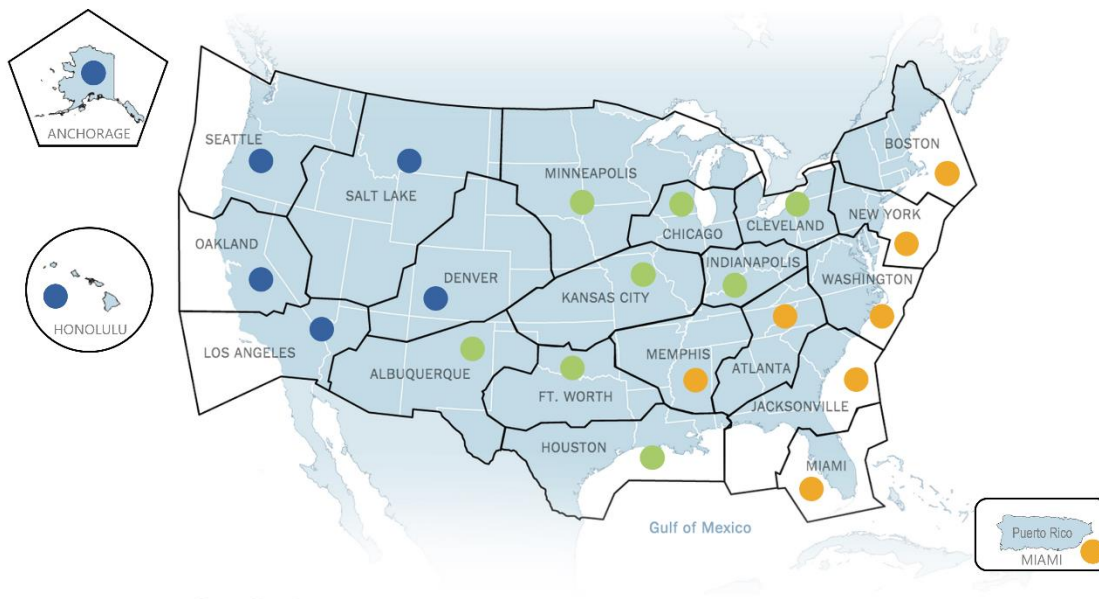 ANCHORAGE
SEATTLE
BOSTON
MINNEAPOLIS
SALT LAKE
NEW YORK
CLEVELAND
CHICAGO
OAKLAND
INDIANAPOLIS
DENVER
WASHINGTON
KANSAS CITY
HONOLULU
LOS ANGELES
MEMPHIS
ATLANTA
ALBUQUERQUE
FT. WORTH
JACKSONVILLE
HOUSTON
MIAMI
Gulf of Mexico
Puerto Rico
MIAMI